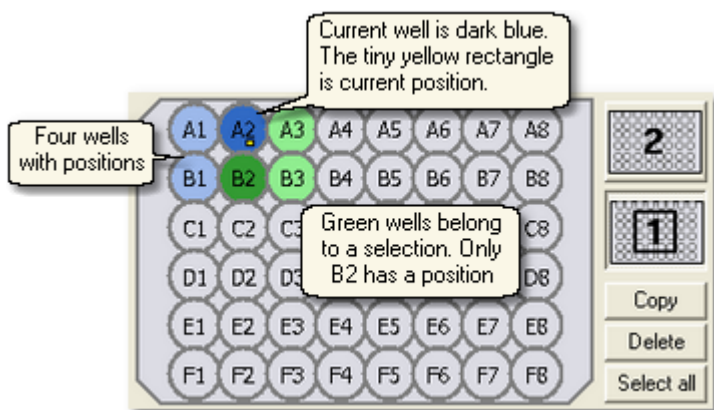 Current well is dark blue.
The tiny yellow rectangle
is current position.
Four wells
with positions
A1 A2 A3 A4 A5 A6 A7 A8
B1 B2 B3 B4 B5 B6 B7 B8
C1 C2 C3 C8
D1 D2 D3 D8
E1 E2 E3 E4 E5 E6 E7 E8
F1 F2 F3 F4 F5 F6 F7 F8
Green wells belong
to a selection. Only
B2 has a position
2
1
Copy
Delete
Select all